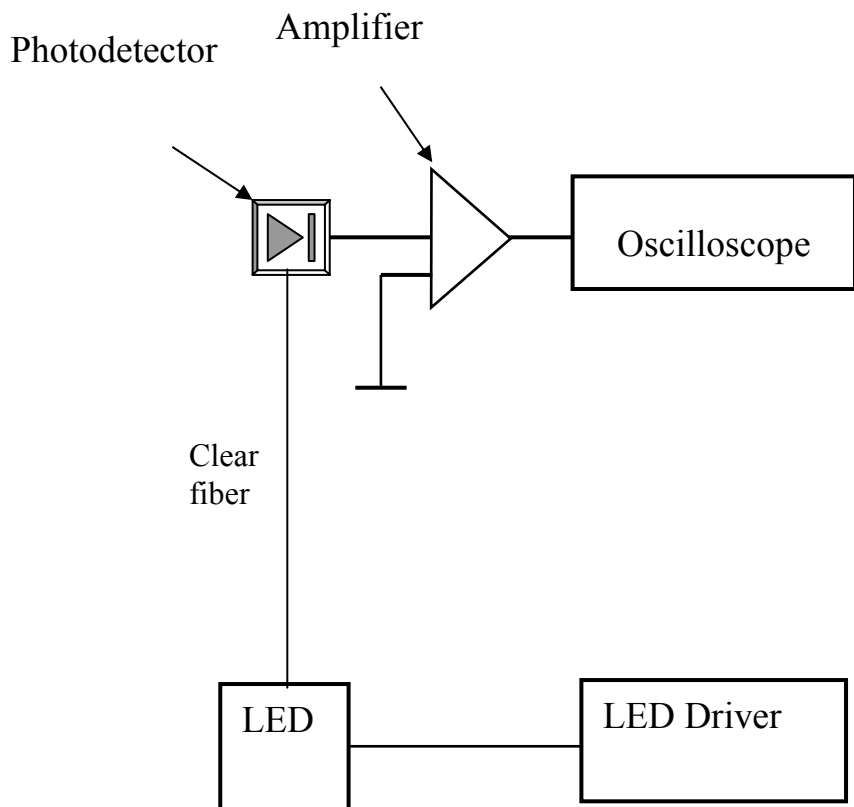 Amplifier
Photodetector
Oscilloscope
Clear
fiber
LED
LED Driver